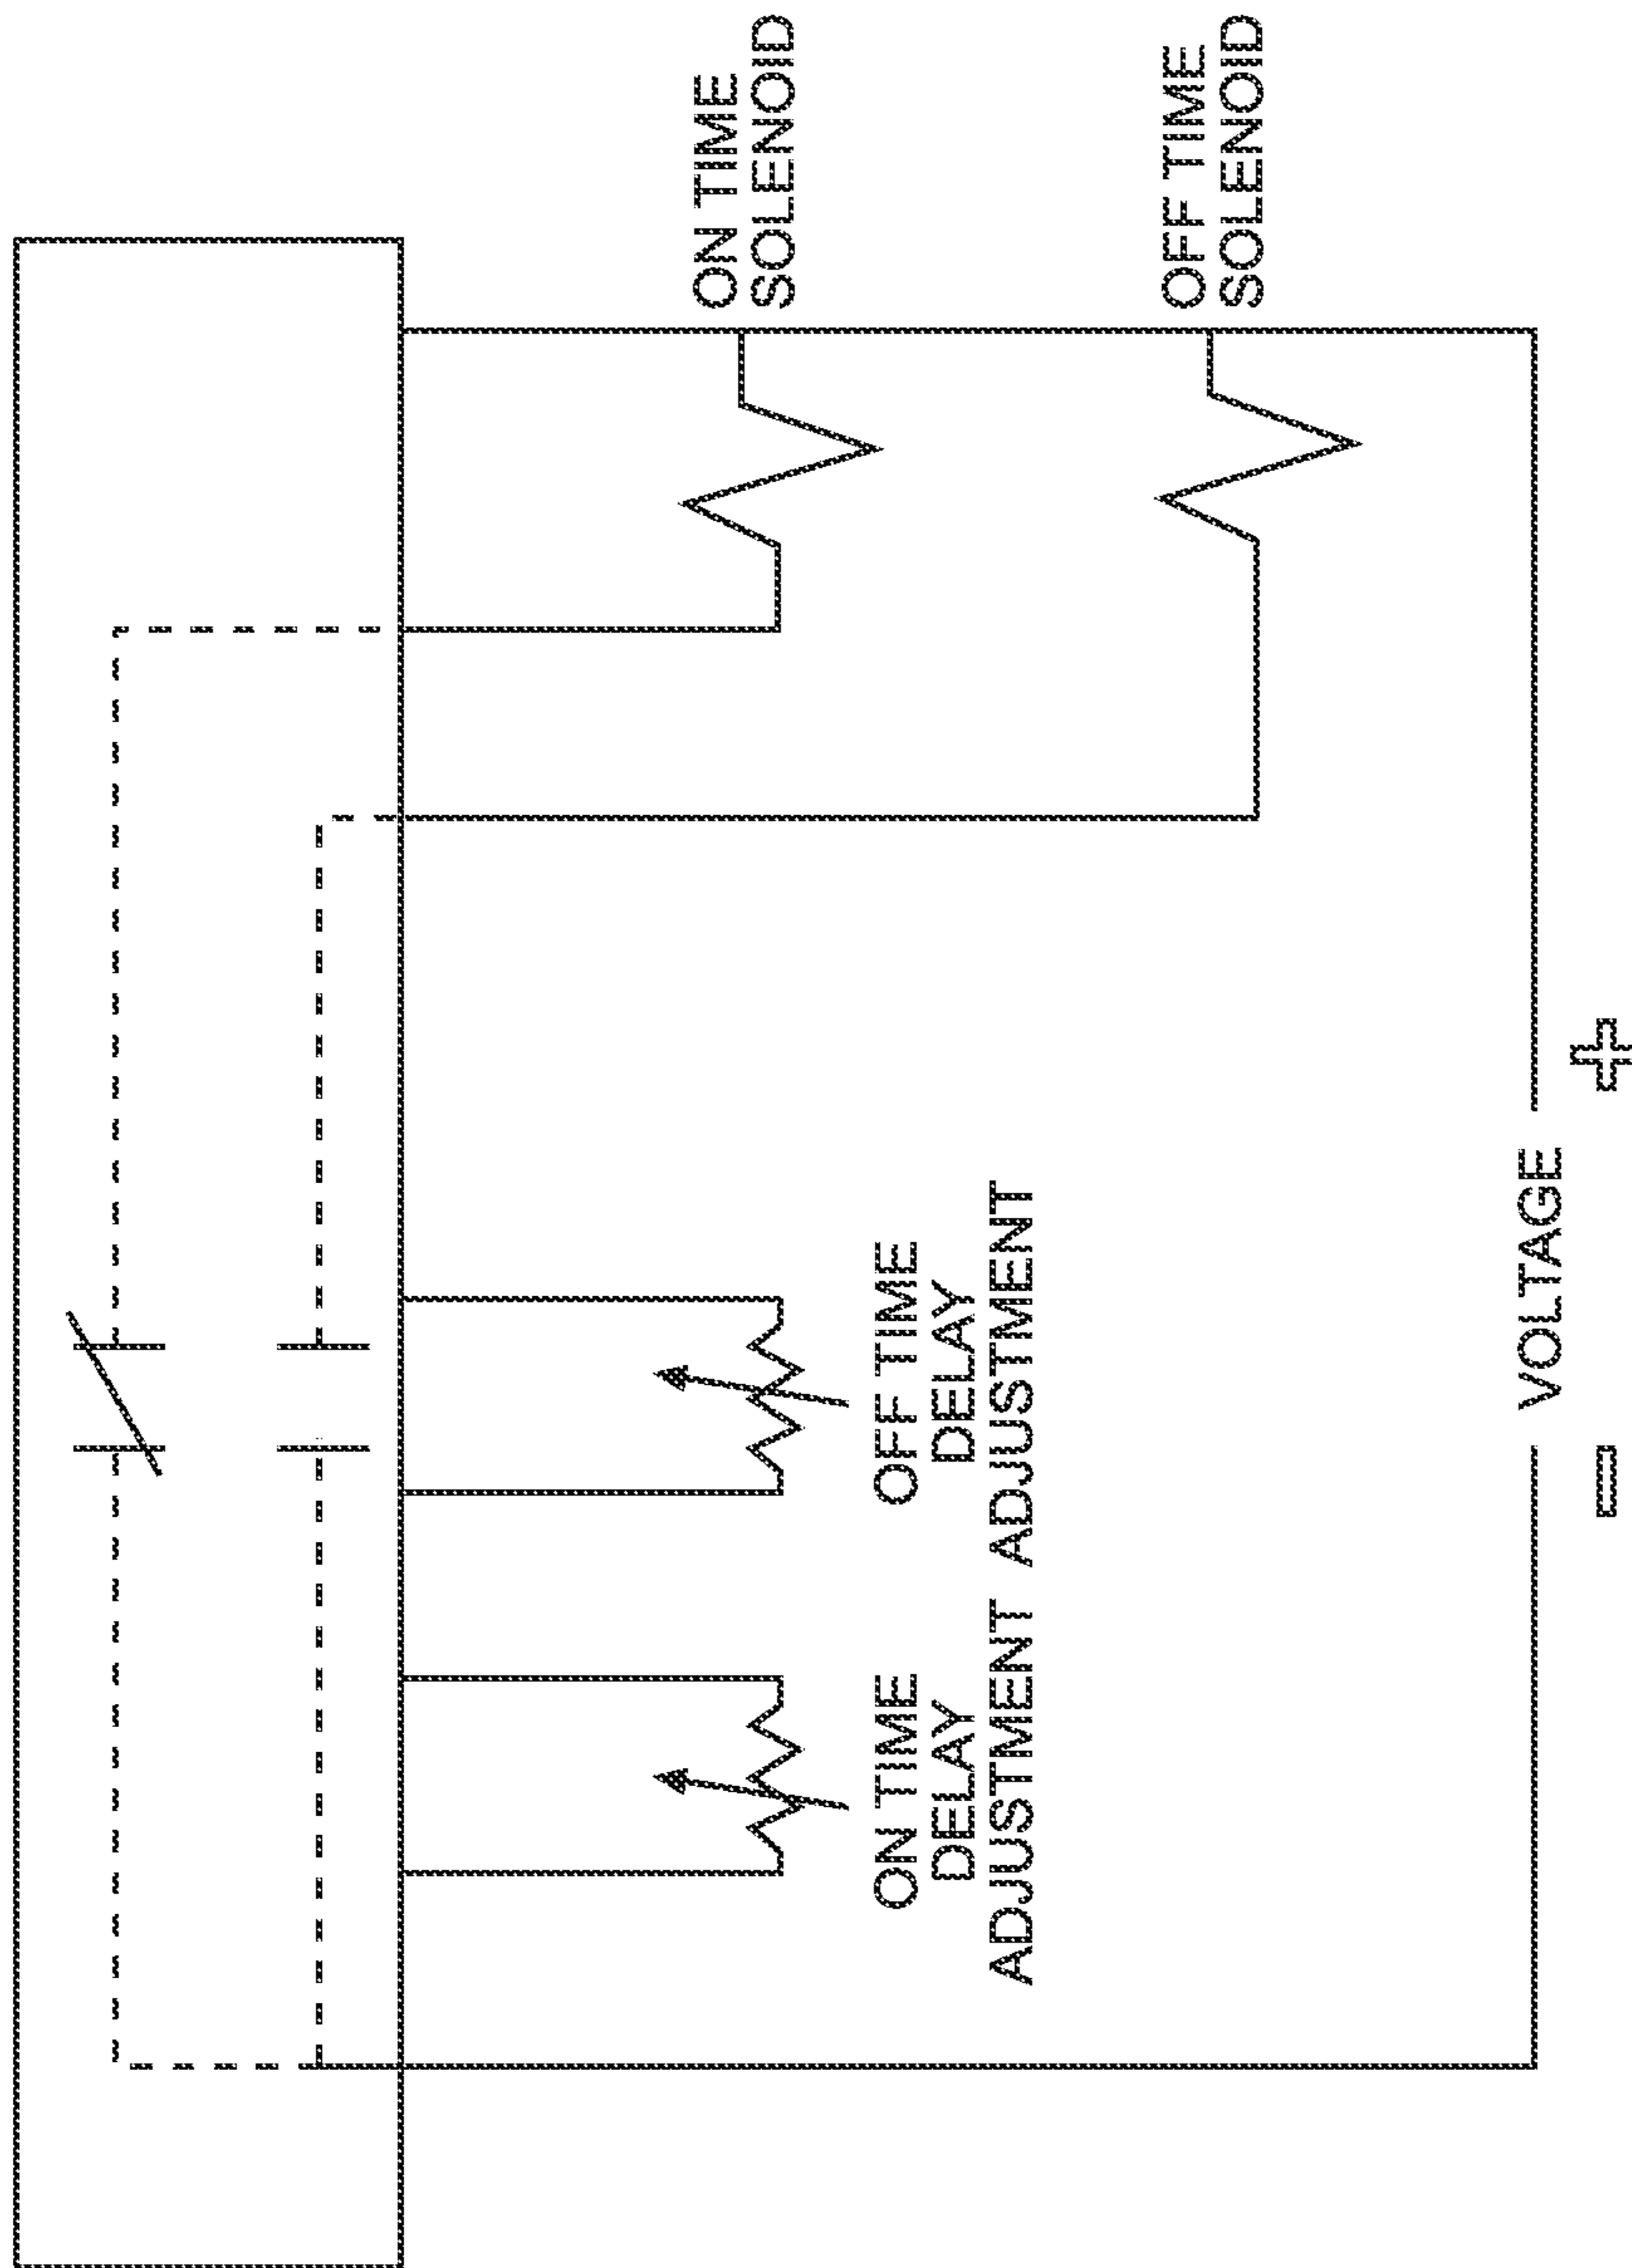 ON TIME
SOLENOID
OFF TIME
SOLENOID
ON TIME
DELAY
ADJUSTMENT
OFF TIME
DELAY
ADJUSTMENT
- VOLTAGE +